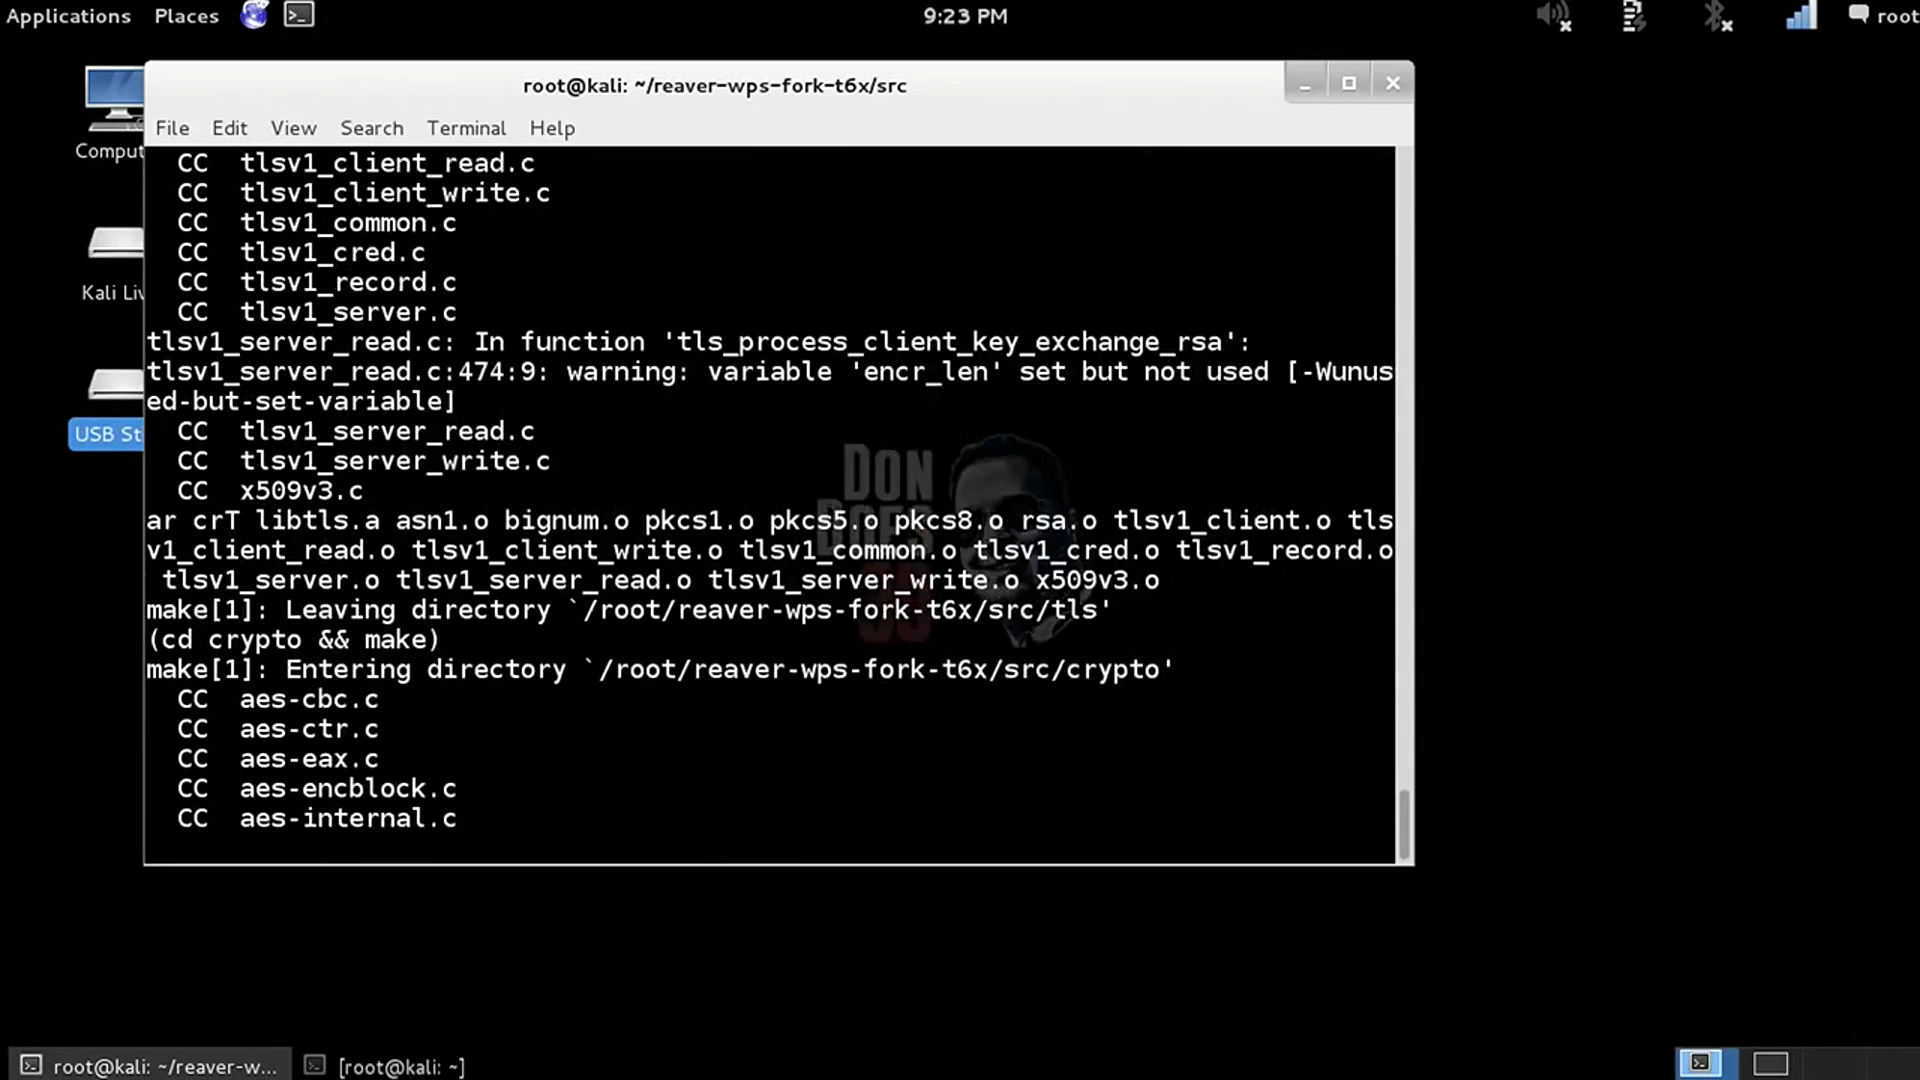 Applications Places 9:23 PM root
root@kali: ~/reaver-wps-fork-t6x/src
File Edit View Search Terminal Help
Comput
Kali Liv
USB St
CC tlsv1_client_read.c
CC tlsv1_client_write.c
CC tlsv1_common.c
CC tlsv1_cred.c
CC tlsv1_record.c
CC tlsv1_server.c
tlsv1_server_read.c: In function 'tls_process_client_key_exchange_rsa':
tlsv1_server_read.c:474:9: warning: variable 'encr_len' set but not used [-Wunus
ed-but-set-variable]
CC tlsv1_server_read.c
CC tlsv1_server_write.c
CC x509v3.c
DON
DOES
ar crT libtls.a asn1.o bignum.o pkcs1.o pkcs5.o pkcs8.o rsa.o tlsv1_client.o tls
v1_client_read.o tlsv1_client_write.o tlsv1_common.o tlsv1_cred.o tlsv1_record.o
tlsv1_server.o tlsv1_server_read.o tlsv1_server_write.o x509v3.o
make[1]: Leaving directory `/root/reaver-wps-fork-t6x/src/tls'
(cd crypto && make)
make[1]: Entering directory `/root/reaver-wps-fork-t6x/src/crypto'
CC aes-cbc.c
CC aes-ctr.c
CC aes-eax.c
CC aes-encblock.c
CC aes-internal.c
root@kali: ~/reaver-w... [root@kali: ~]